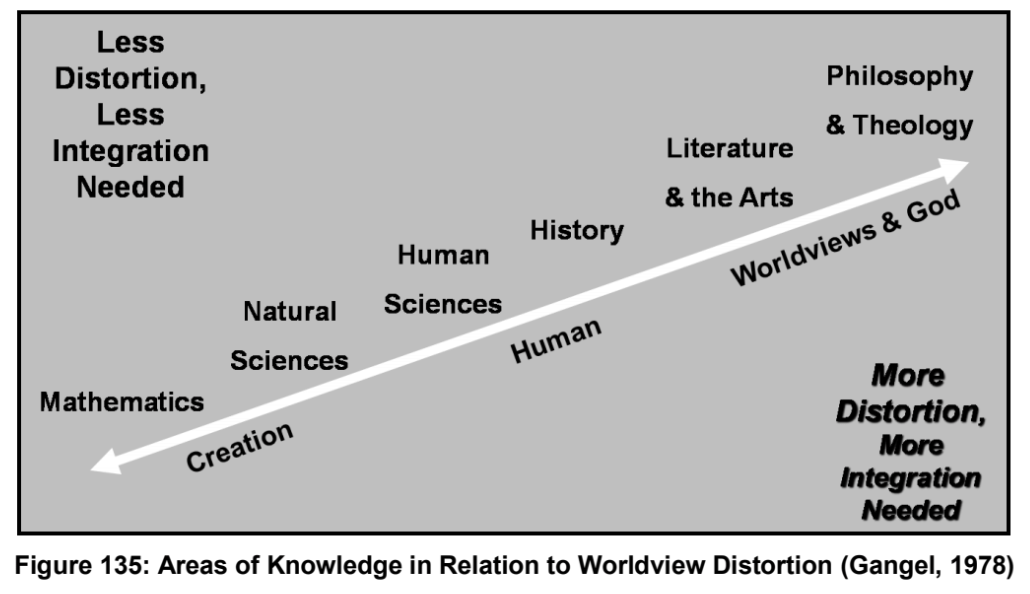 Less
Distortion,
Less
Integration
Needed
Philosophy
& Theology
Literature
& the Arts
History
Human
Sciences
Natural
Sciences
Mathematics
Creation
Human
Worldviews & God
More
Distortion,
More
Integration
Needed
Figure 135: Areas of Knowledge in Relation to Worldview Distortion (Gangel, 1978)